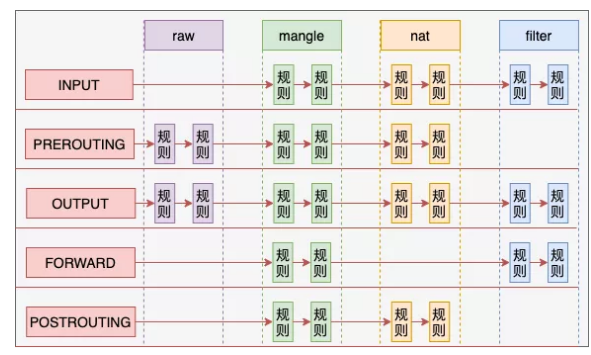 raw mangle nat filter
INPUT 规则 规则 规则 规则 规则 规则
PREROUTING 规则 规则 规则 规则 规则 规则
OUTPUT 规则 规则 规则 规则 规则 规则 规则 规则
FORWARD 规则 规则 规则 规则
POSTROUTING 规则 规则 规则 规则